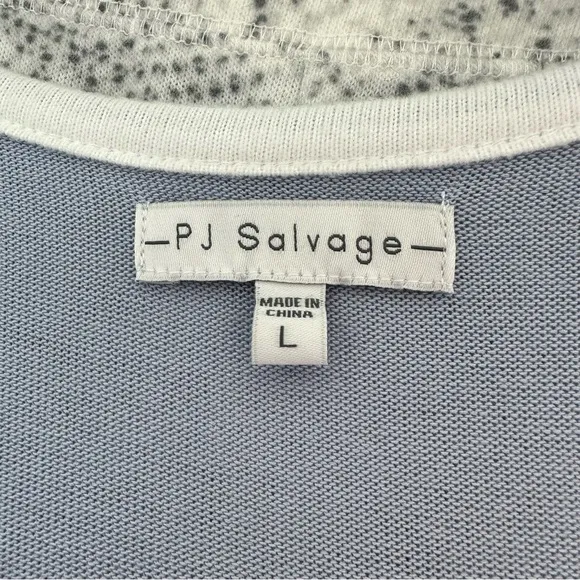 —PJ Salvage—
MADE IN
CHINA
L